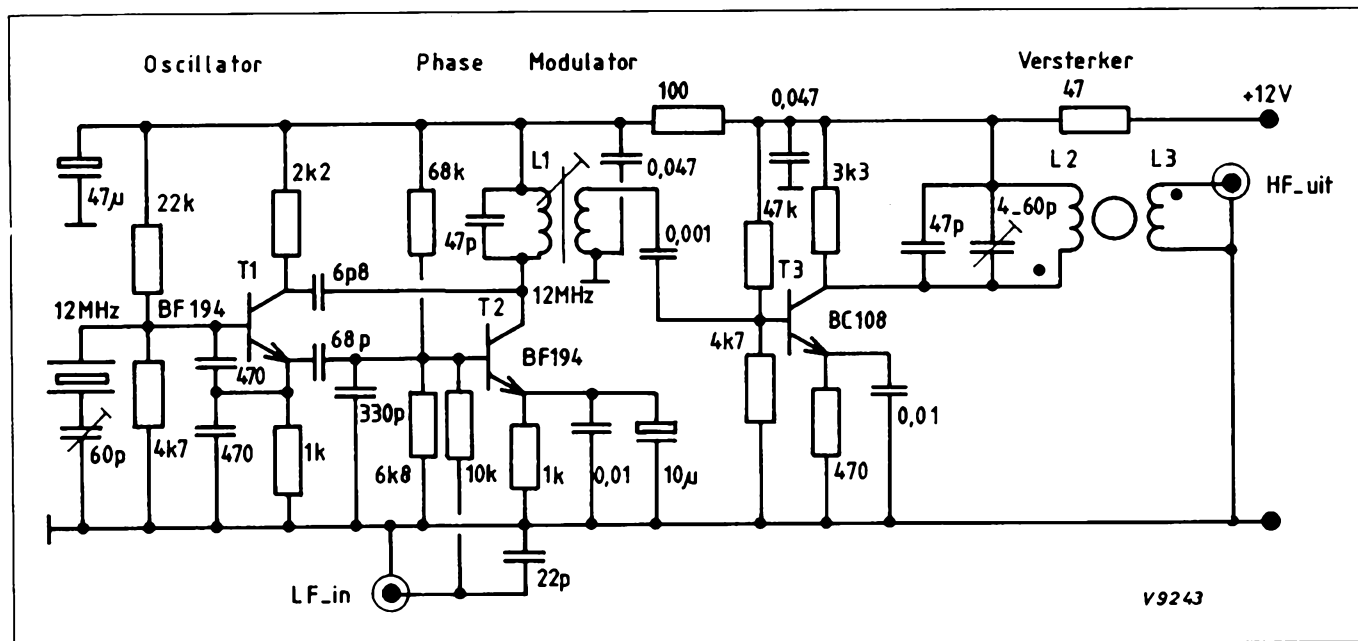 Oscillator Phase Modulator Versterker
100 0,047 47 +12V
47µ 22k 2k2 68k L1 0,047 3k3 L2 L3
HF_uit
47p 0,001 47k 47p 4_60p
T1 6p8 T3
12MHz BF194 12MHz T2
68p BF194 4k7 BC108
470 330p 0,01
60p 4k7 470 1k 6k8 10k 1k 0,01 10µ 470
LF_in 22p
V9243